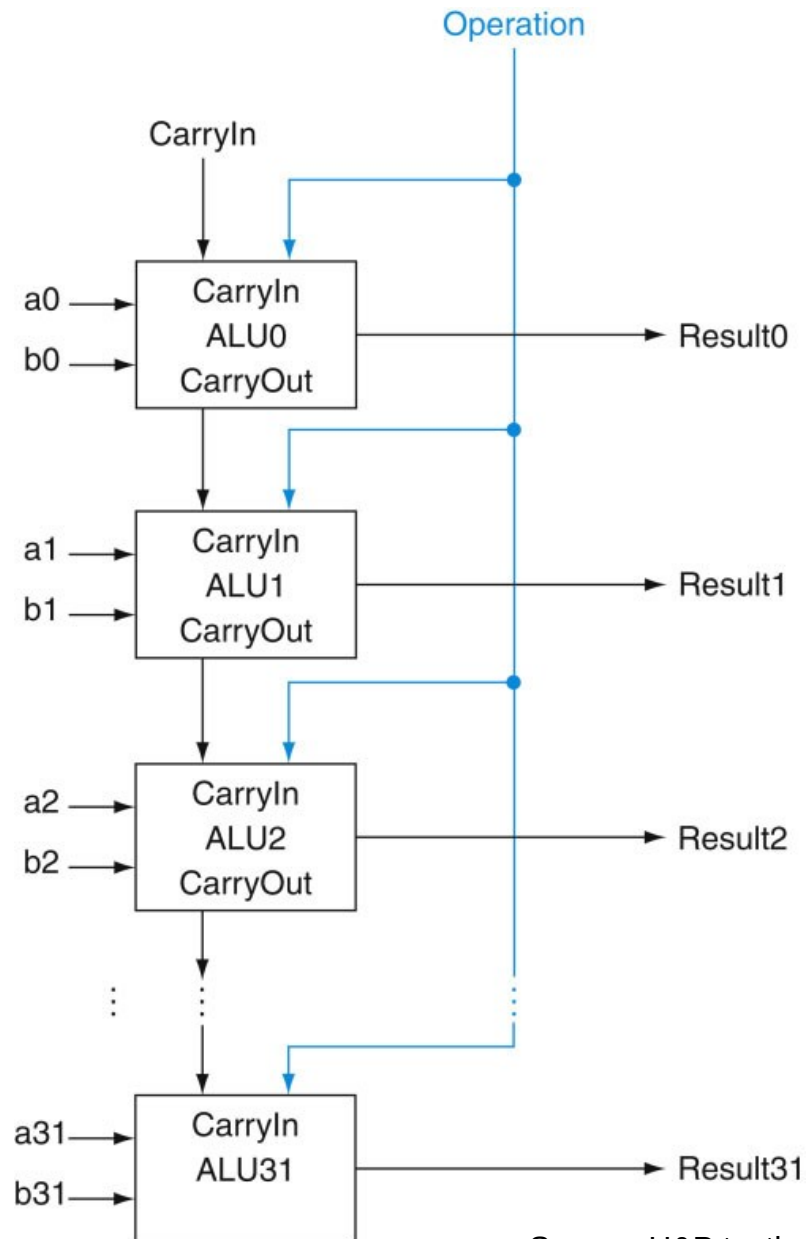 Operation
CarryIn
a0
b0
CarryIn
ALU0
CarryOut
Result0
a1
b1
CarryIn
ALU1
CarryOut
Result1
a2
b2
CarryIn
ALU2
CarryOut
Result2
a31
b31
CarryIn
ALU31
Result31